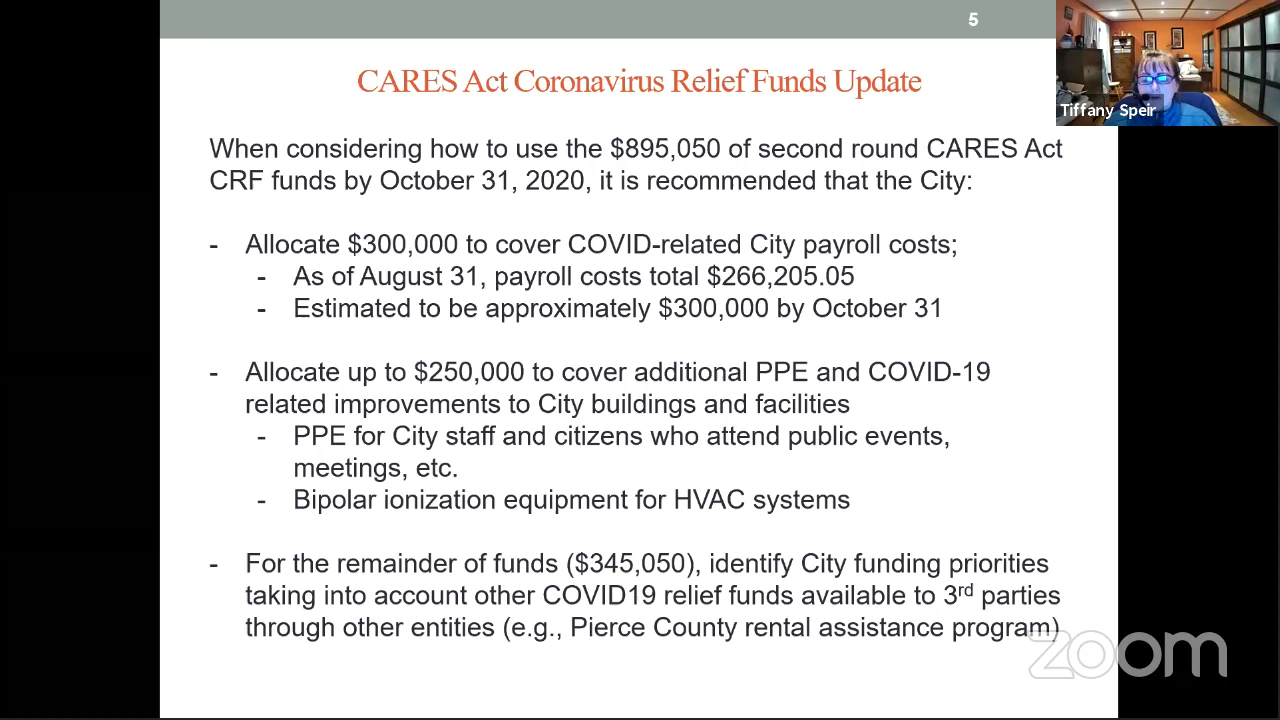 5
Tiffany Speir
CARES Act Coronavirus Relief Funds Update
When considering how to use the $895,050 of second round CARES Act
CRF funds by October 31, 2020, it is recommended that the City:
- Allocate $300,000 to cover COVID-related City payroll costs;
- As of August 31, payroll costs total $266,205.05
- Estimated to be approximately $300,000 by October 31
- Allocate up to $250,000 to cover additional PPE and COVID-19
related improvements to City buildings and facilities
- PPE for City staff and citizens who attend public events,
meetings, etc.
- Bipolar ionization equipment for HVAC systems
- For the remainder of funds ($345,050), identify City funding priorities
taking into account other COVID19 relief funds available to 3rd parties
through other entities (e.g., Pierce County rental assistance program)
zoom